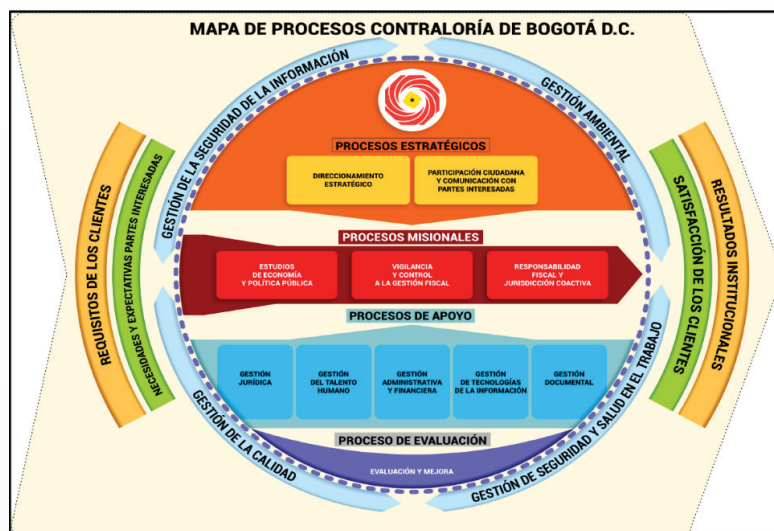 MAPA DE PROCESOS CONTRALORÍA DE BOGOTÁ D.C.
GESTIÓN DE LA SEGURIDAD DE LA INFORMACIÓN
GESTIÓN AMBIENTAL
REQUISITOS DE LOS CLIENTES
NECESIDADES Y EXPECTATIVAS PARTES INTERESADAS
PROCESOS ESTRATÉGICOS
DIRECCIONAMIENTO
ESTRATÉGICO
PARTICIPACIÓN CIUDADANA
Y COMUNICACIÓN CON
PARTES INTERESADAS
PROCESOS MISIONALES
ESTUDIOS
DE ECONOMÍA
Y POLÍTICA PÚBLICA
VIGILANCIA
Y CONTROL
A LA GESTIÓN FISCAL
RESPONSABILIDAD
FISCAL Y
JURISDICCIÓN COACTIVA
PROCESOS DE APOYO
GESTIÓN
JURÍDICA
GESTIÓN
DEL TALENTO
HUMANO
GESTIÓN
ADMINISTRATIVA
Y FINANCIERA
GESTIÓN
DE TECNOLOGÍAS
DE LA INFORMACIÓN
GESTIÓN
DOCUMENTAL
PROCESO DE EVALUACIÓN
EVALUACIÓN Y MEJORA
GESTIÓN DE LA CALIDAD
GESTIÓN DE SEGURIDAD Y SALUD EN EL TRABAJO
SATISFACCIÓN DE LOS CLIENTES
RESULTADOS INSTITUCIONALES